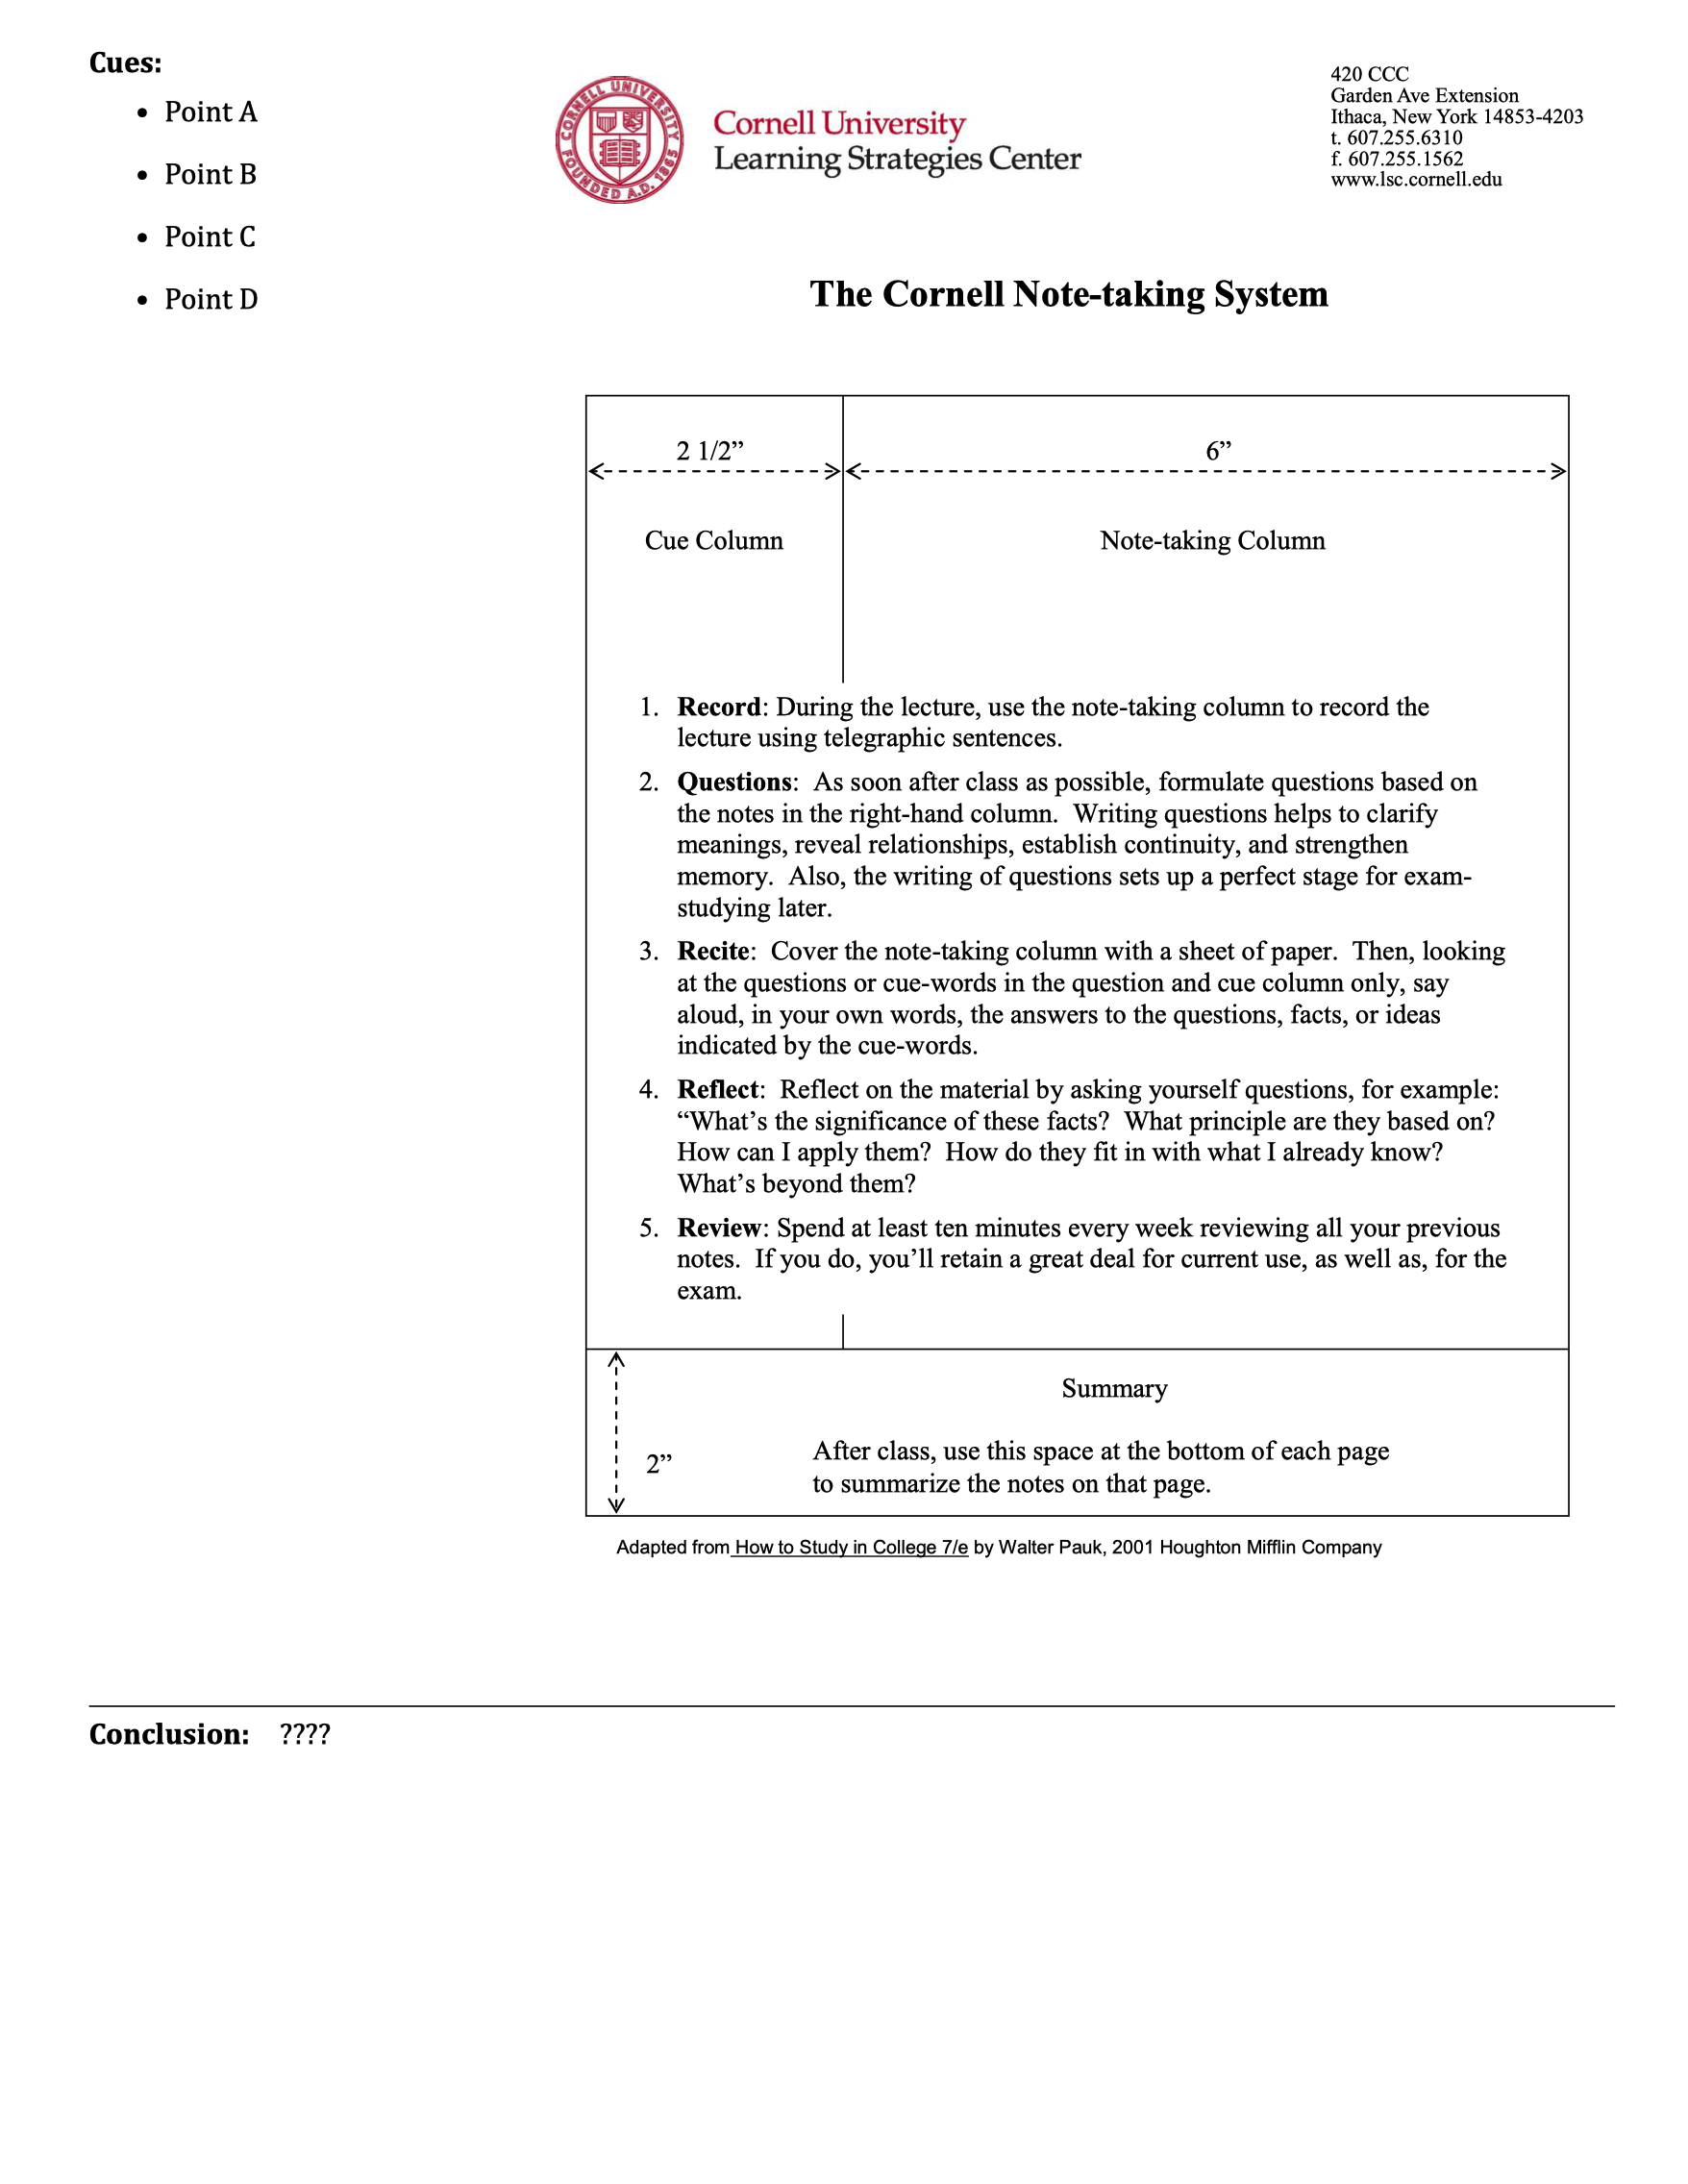 Cues:
• Point A
• Point B
• Point C
• Point D
CORNELL UNIVERSITY
FOUNDED A.D. 1865
Cornell University
Learning Strategies Center
420 CCC
Garden Ave Extension
Ithaca, New York 14853-4203
t. 607.255.6310
f. 607.255.1562
www.lsc.cornell.edu
The Cornell Note-taking System
2 1/2”
6”
Cue Column
Note-taking Column
1. Record: During the lecture, use the note-taking column to record the
lecture using telegraphic sentences.
2. Questions:  As soon after class as possible, formulate questions based on
the notes in the right-hand column.  Writing questions helps to clarify
meanings, reveal relationships, establish continuity, and strengthen
memory.  Also, the writing of questions sets up a perfect stage for exam-
studying later.
3. Recite:  Cover the note-taking column with a sheet of paper.  Then, looking
at the questions or cue-words in the question and cue column only, say
aloud, in your own words, the answers to the questions, facts, or ideas
indicated by the cue-words.
4. Reflect:  Reflect on the material by asking yourself questions, for example:
“What’s the significance of these facts?  What principle are they based on?
How can I apply them?  How do they fit in with what I already know?
What’s beyond them?
5. Review: Spend at least ten minutes every week reviewing all your previous
notes.  If you do, you’ll retain a great deal for current use, as well as, for the
exam.
Summary
2”
After class, use this space at the bottom of each page
to summarize the notes on that page.
Adapted from How to Study in College 7/e by Walter Pauk, 2001 Houghton Mifflin Company
Conclusion: ????